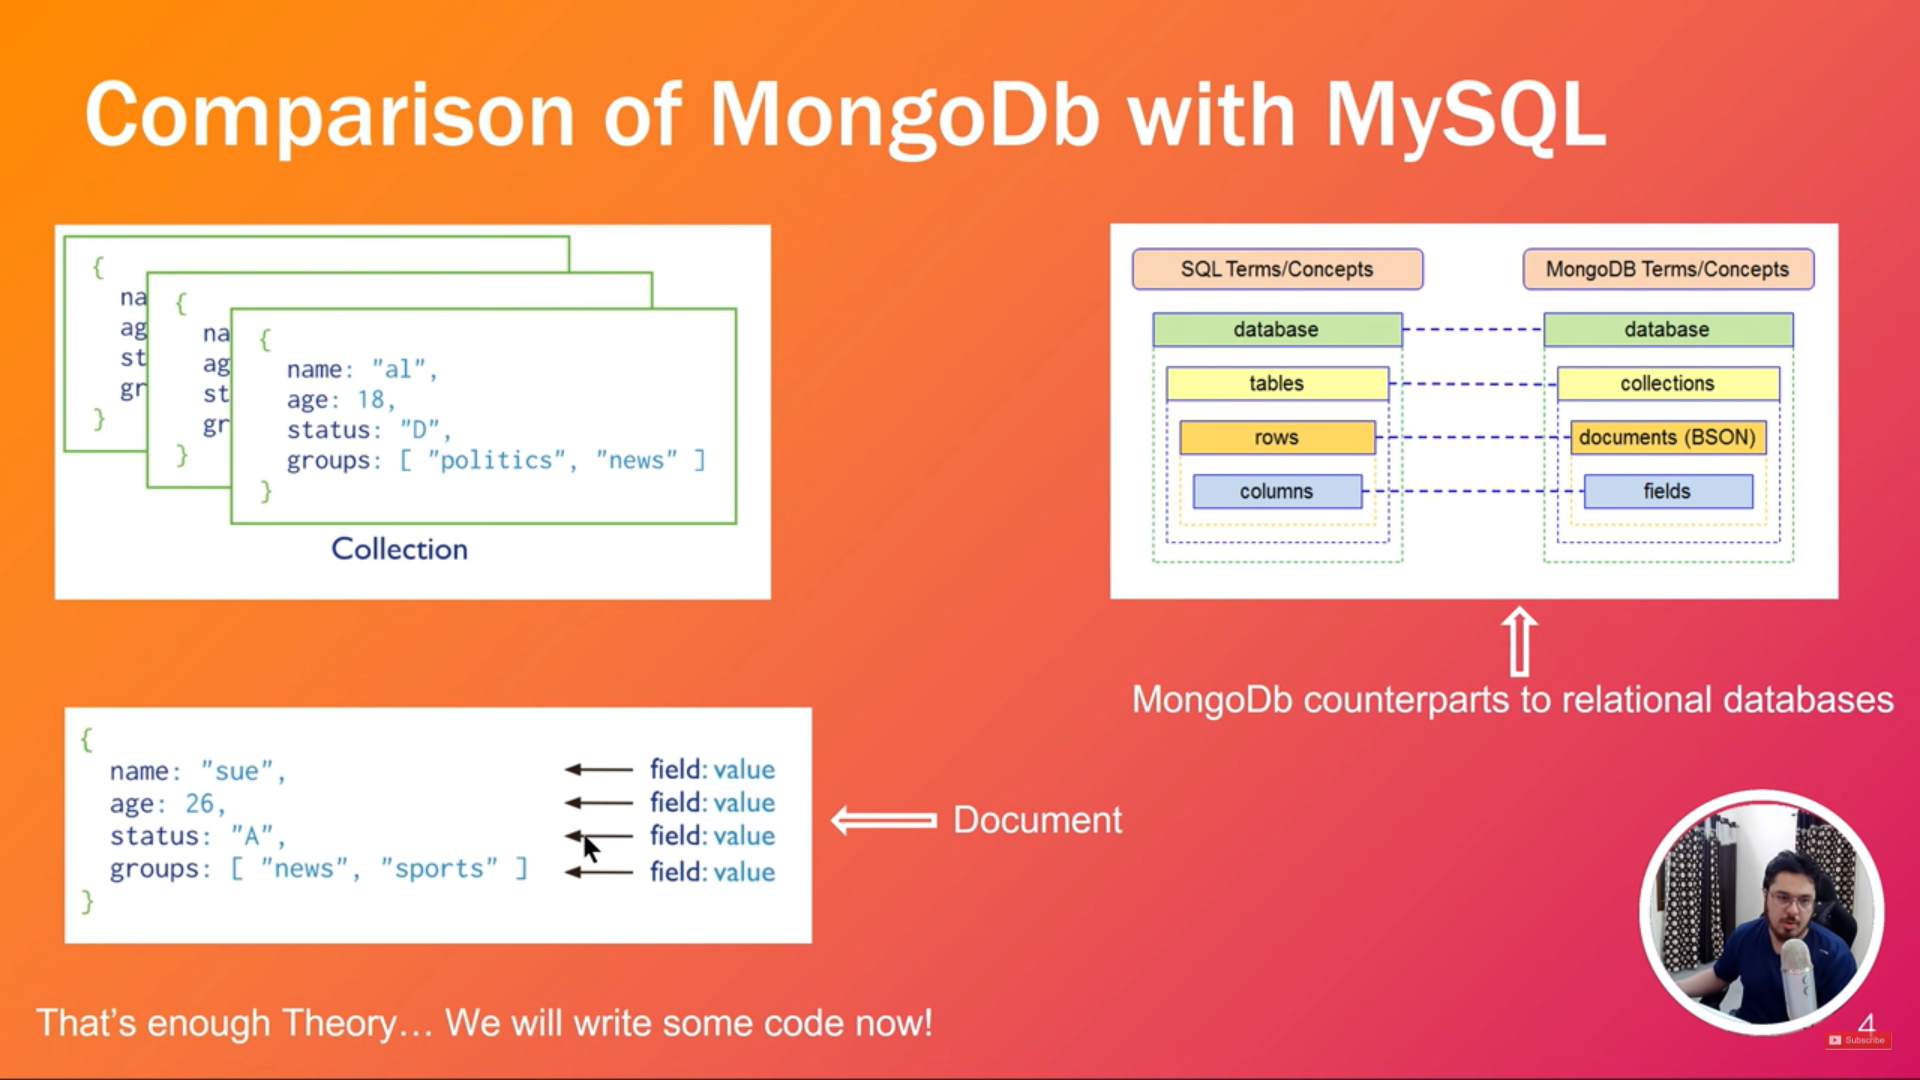 Comparison of MongoDb with MySQL
{
na
ag
st
gr
}
{
na
ag
st
gr
}
{
name: "al",
age: 18,
status: "D",
groups: [ "politics", "news" ]
}
Collection
SQL Terms/Concepts
MongoDB Terms/Concepts
database
database
tables
collections
rows
documents (BSON)
columns
fields
MongoDb counterparts to relational databases
{
name: "sue",
age: 26,
status: "A",
groups: [ "news", "sports" ]
}
field: value
field: value
field: value
field: value
Document
That's enough Theory... We will write some code now!
4
Subscribe